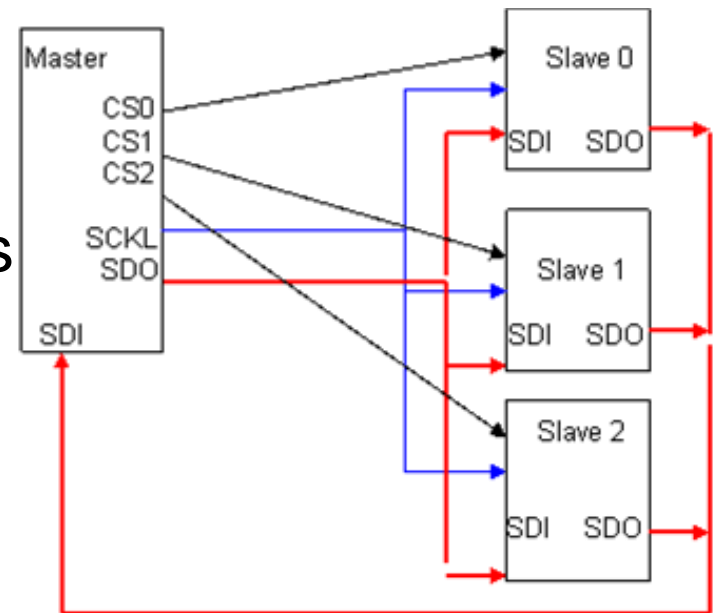 Master
CS0
CS1
CS2
SCKL
SDO
SDI
s
Slave 0
SDI SDO
Slave 1
SDI SDO
Slave 2
SDI SDO